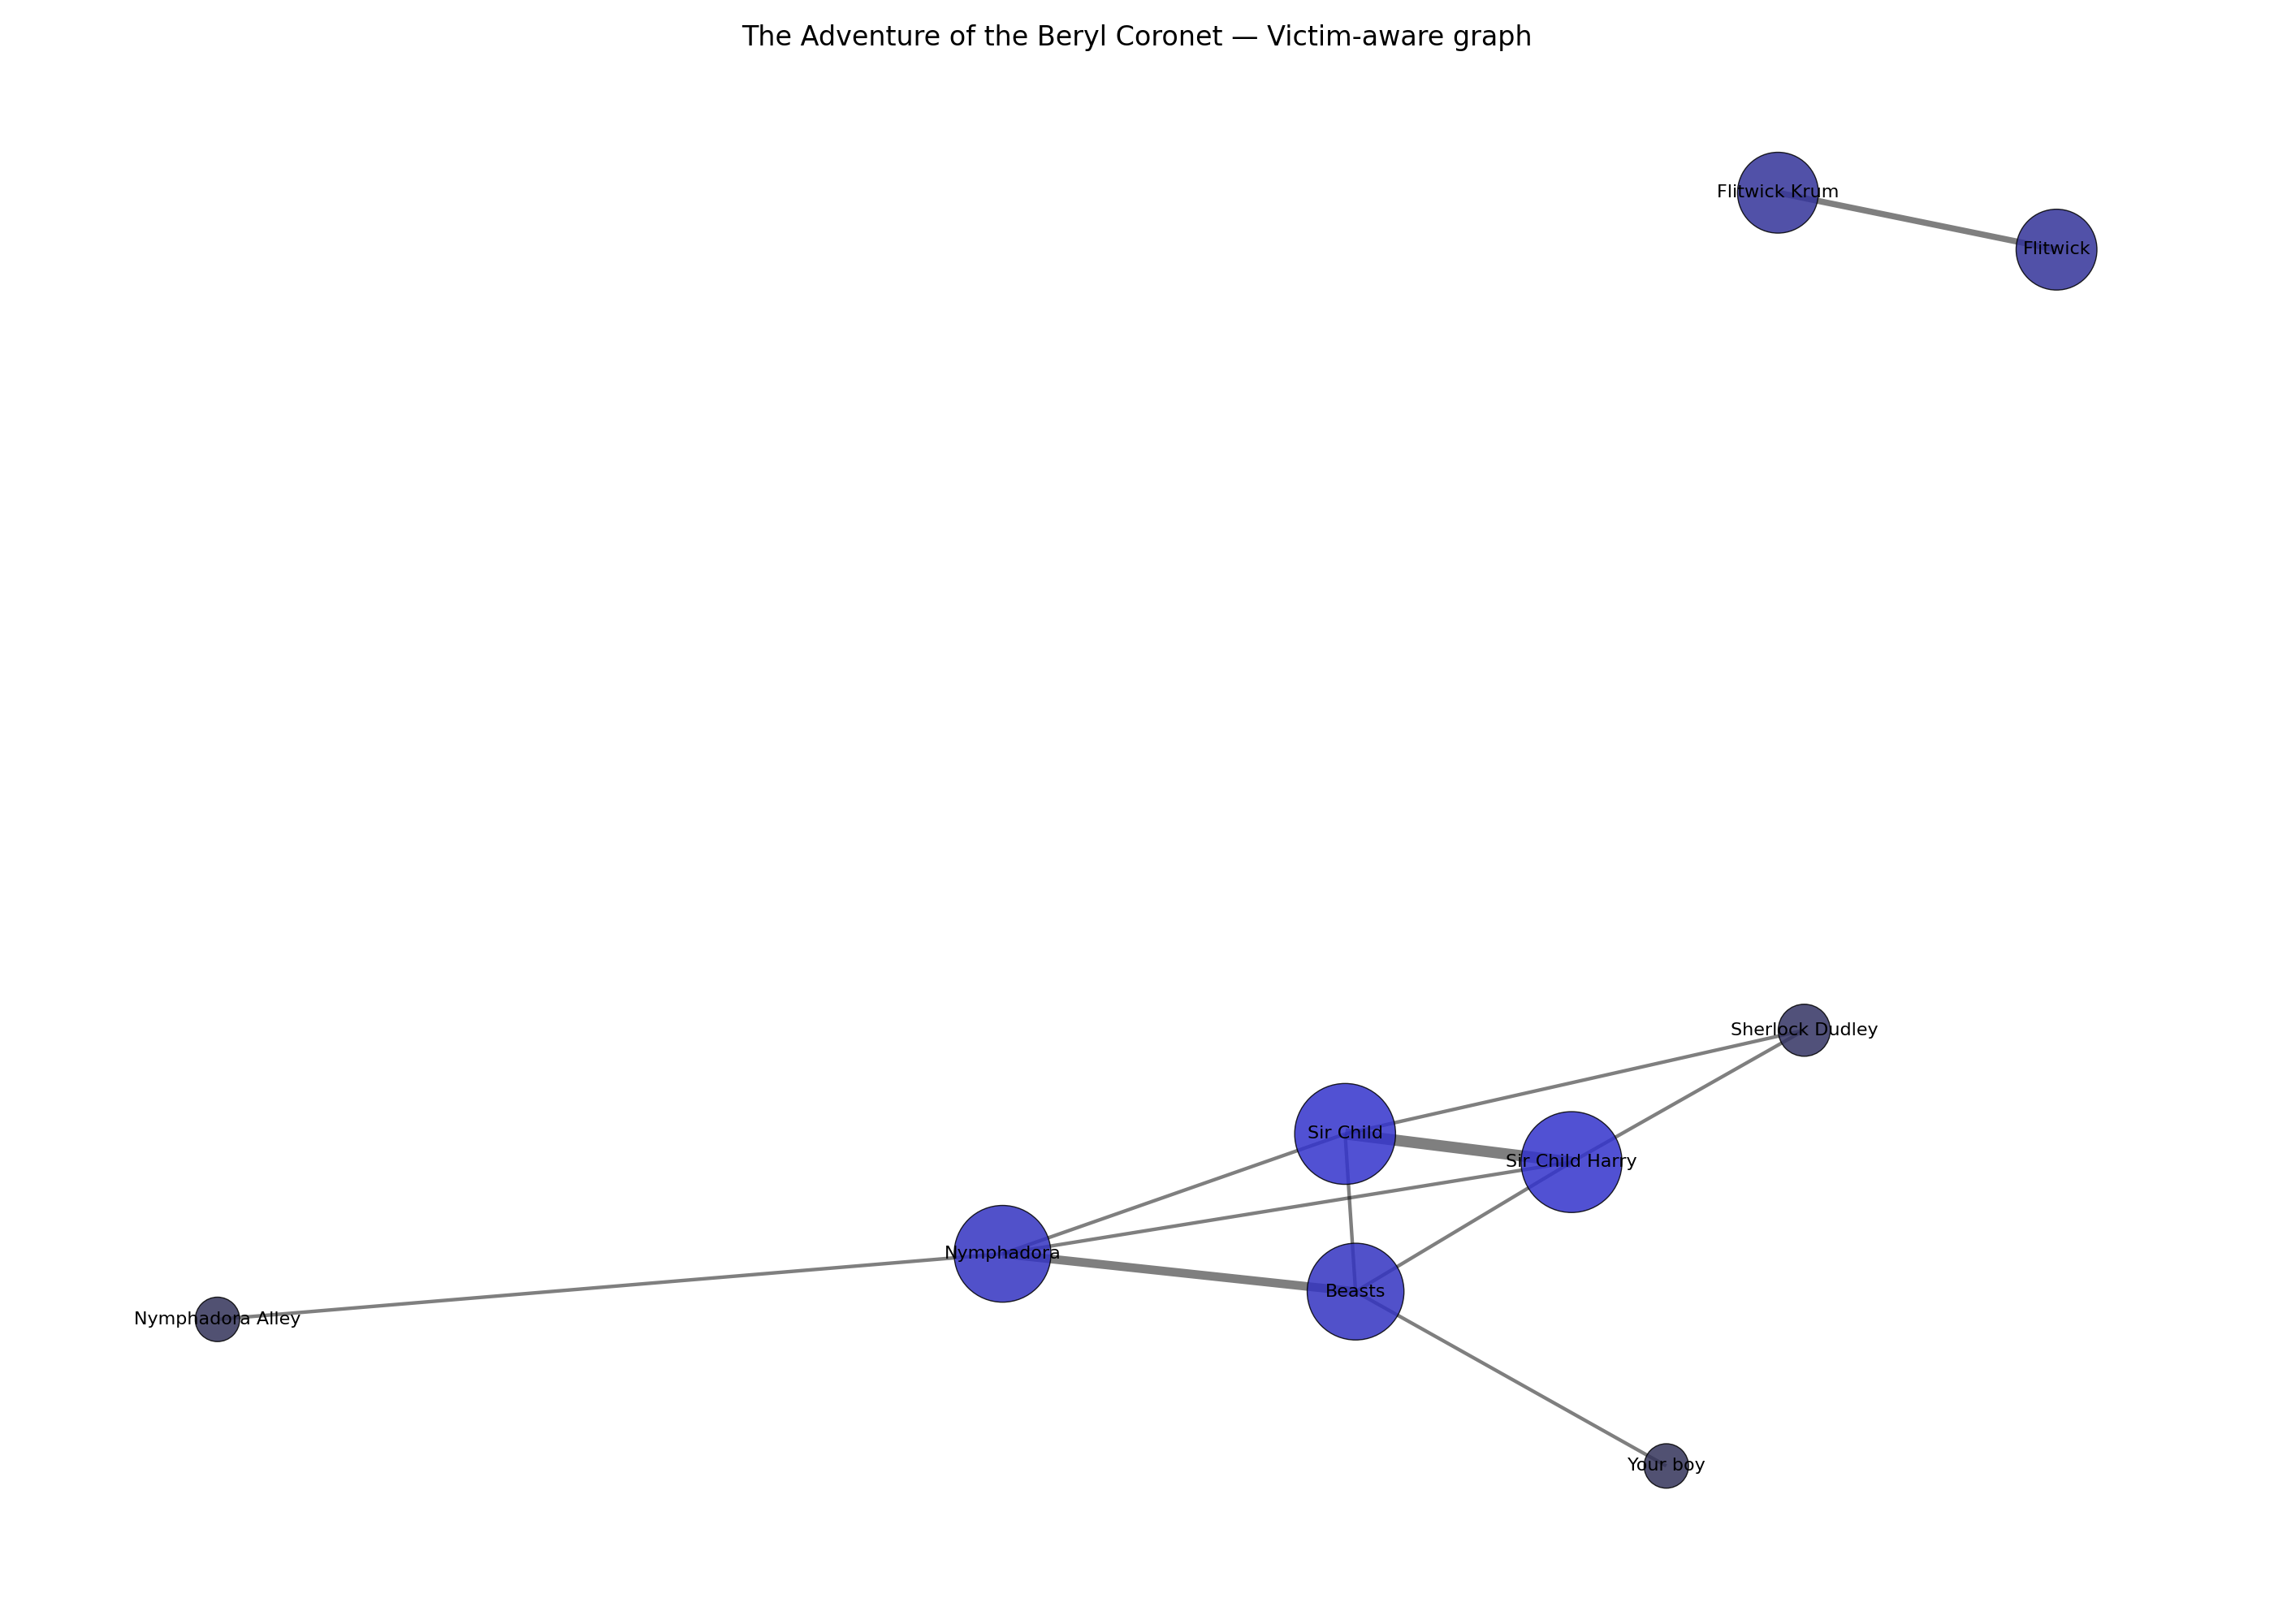 The Adventure of the Beryl Coronet — Victim-aware graph
Flitwick Krum
Flitwick
Sherlock Dudley
Sir Child
Sir Child Harry
Nymphadora
Beasts
Nymphadora Alley
Your boy